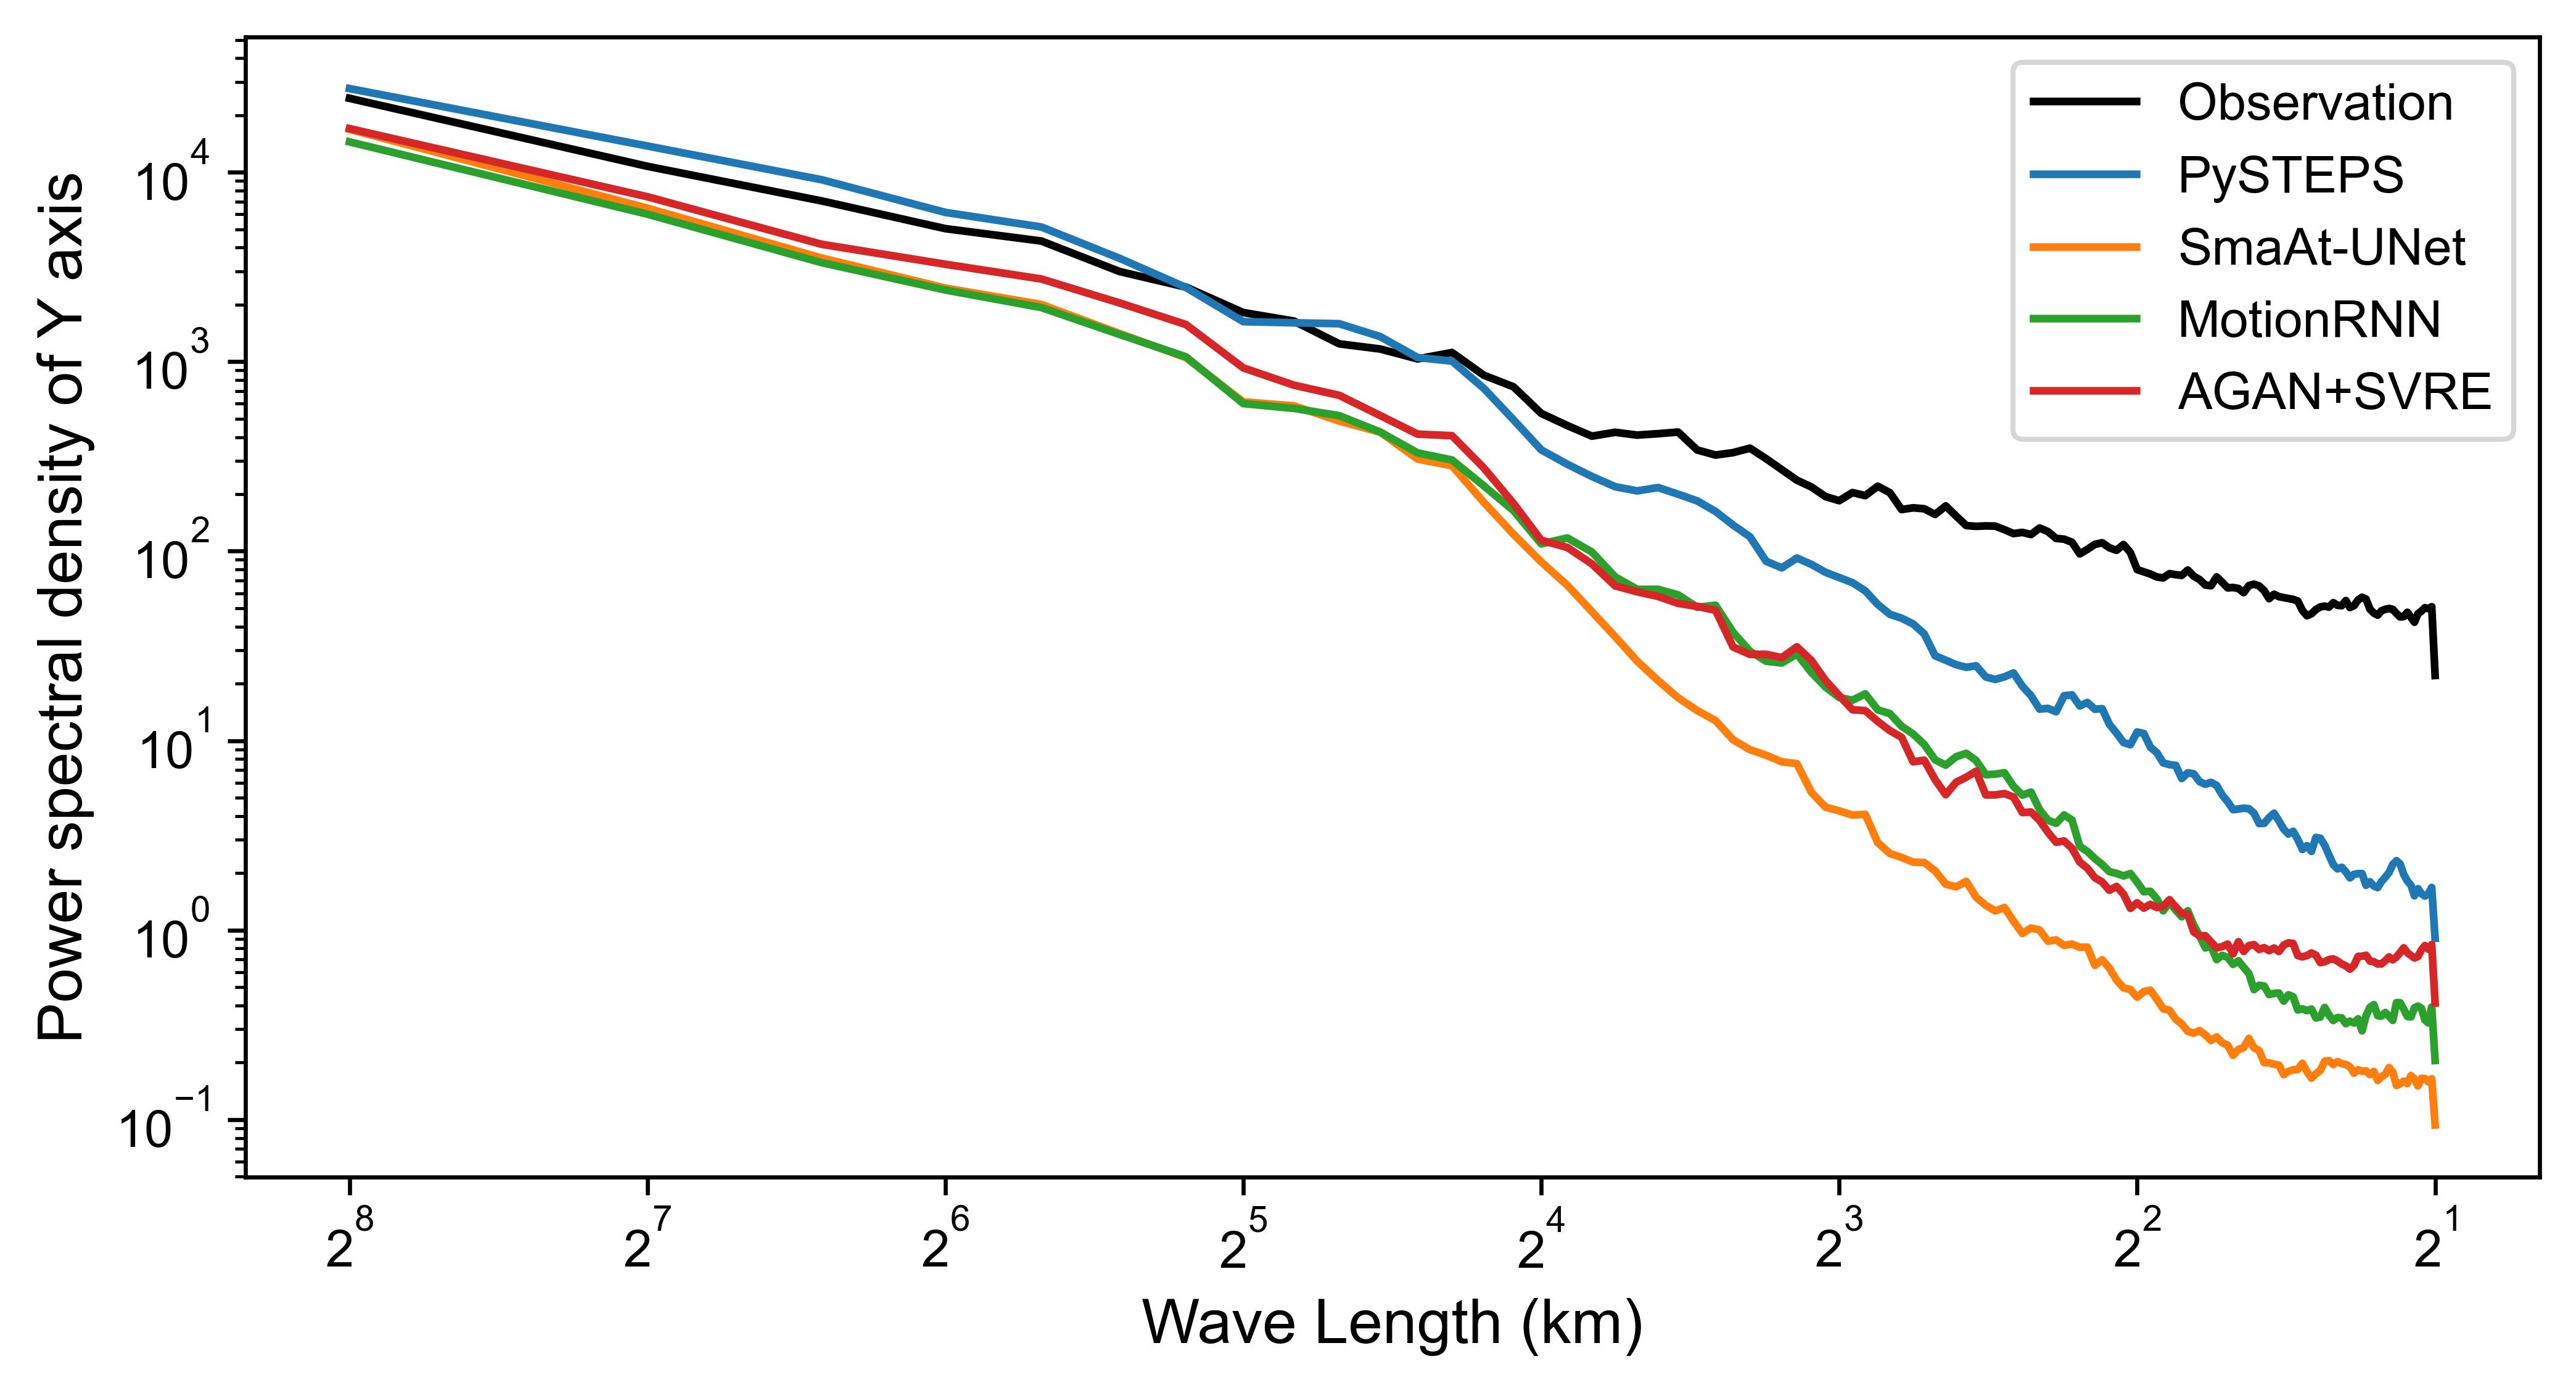 Observation
PySTEPS
SmaAt-UNet
MotionRNN
AGAN+SVRE
Power spectral density of Y axis
10^4
10^3
10^2
10^1
10^0
10^−1
2^8 2^7 2^6 2^5 2^4 2^3 2^2 2^1
Wave Length (km)